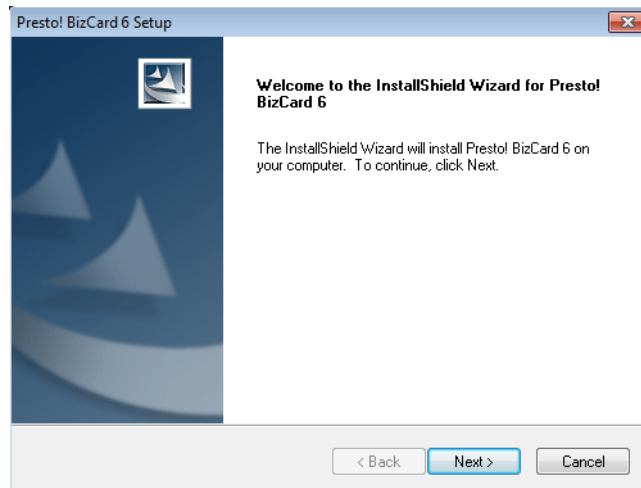 Presto! BizCard 6 Setup
Welcome to the InstallShield Wizard for Presto!
BizCard 6
The InstallShield Wizard will install Presto! BizCard 6 on
your computer. To continue, click Next.
< Back
Next >
Cancel